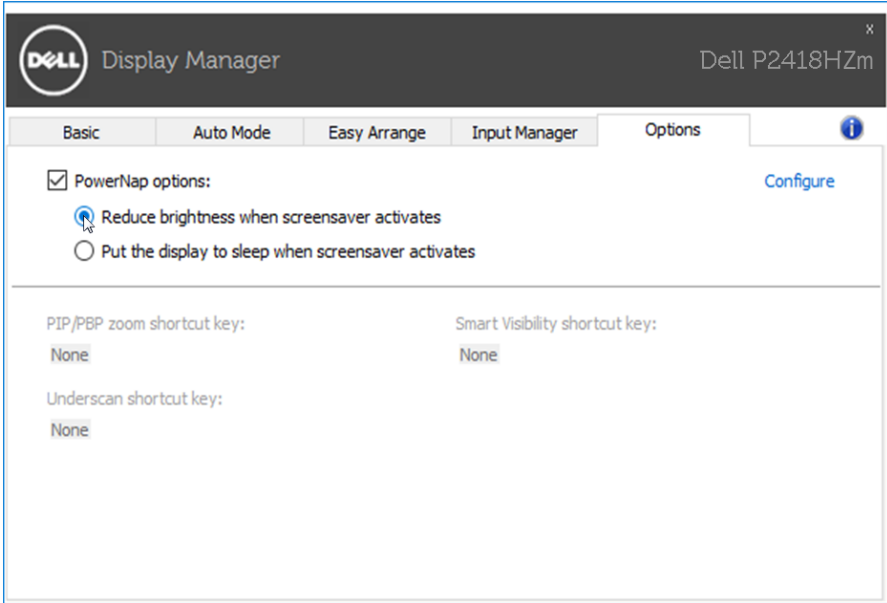 x
DELL Display Manager Dell P2418HZm
Basic Auto Mode Easy Arrange Input Manager Options i
PowerNap options: Configure
Reduce brightness when screensaver activates
Put the display to sleep when screensaver activates
PIP/PBP zoom shortcut key: Smart Visibility shortcut key:
None None
Underscan shortcut key:
None